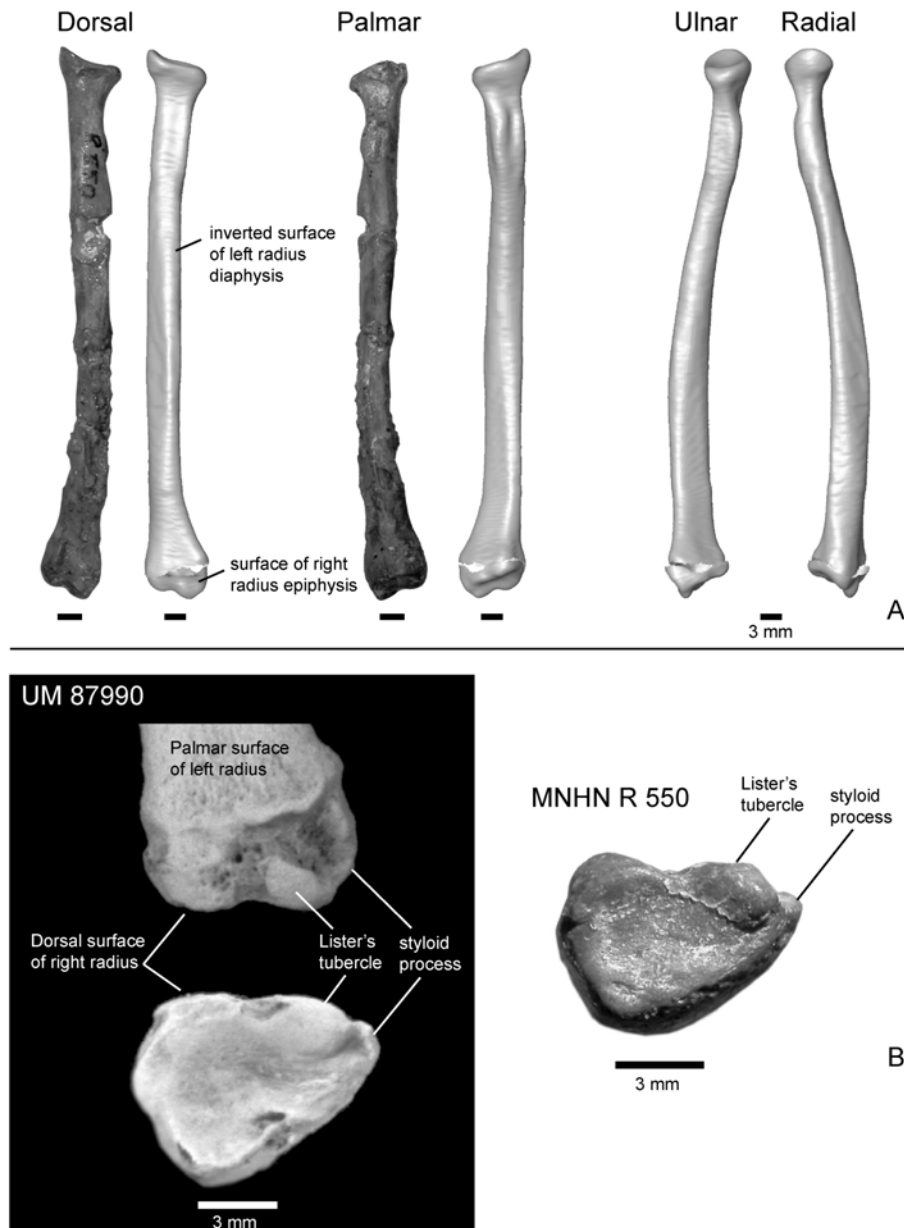 Dorsal
Palmar
Ulnar
Radial
inverted surface
of left radius
diaphysis
surface of right
radius epiphysis
3 mm
A
UM 87990
Palmar surface
of left radius
Dorsal surface
of right radius
Lister's
tubercle
styloid
process
3 mm
MNHN R 550
Lister's
tubercle
styloid
process
3 mm
B